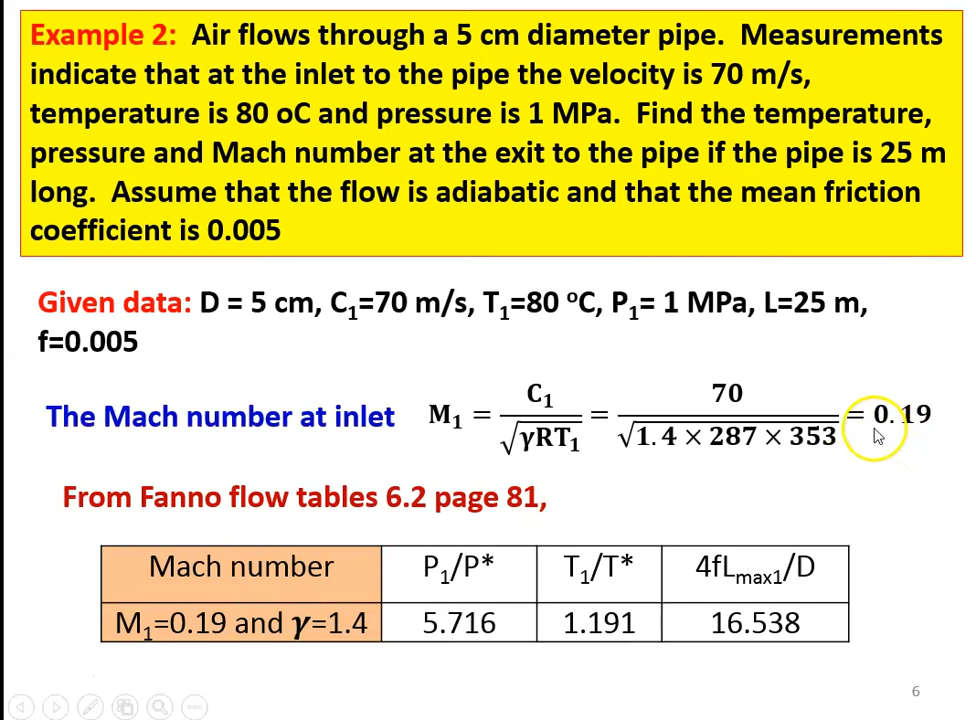 Example 2: Air flows through a 5 cm diameter pipe. Measurements
indicate that at the inlet to the pipe the velocity is 70 m/s,
temperature is 80 oC and pressure is 1 MPa. Find the temperature,
pressure and Mach number at the exit to the pipe if the pipe is 25 m
long. Assume that the flow is adiabatic and that the mean friction
coefficient is 0.005
Given data: D = 5 cm, C₁=70 m/s, T₁=80 ⁰C, P₁= 1 MPa, L=25 m,
f=0.005
The Mach number at inlet M₁ = C₁/√γRT₁ = 70/√1.4 × 287 × 353 = 0.19
From Fanno flow tables 6.2 page 81,
Mach number P₁/P* T₁/T* 4fLmax1/D
M₁=0.19 and γ=1.4 5.716 1.191 16.538
6